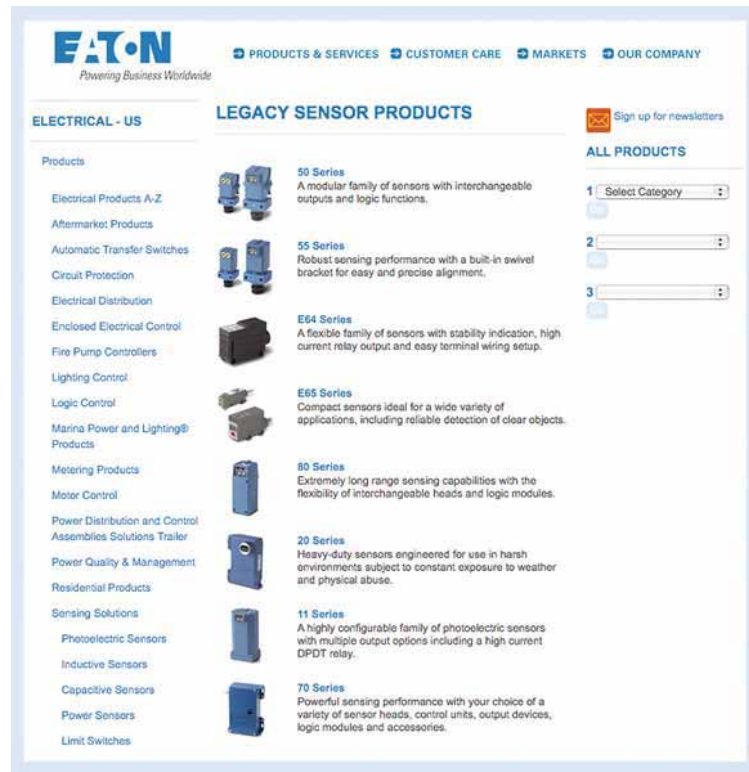 EATON
Powering Business Worldwide
PRODUCTS & SERVICES
CUSTOMER CARE
MARKETS
OUR COMPANY
ELECTRICAL - US
Products
Electrical Products A-Z
Aftermarket Products
Automatic Transfer Switches
Circuit Protection
Electrical Distribution
Enclosed Electrical Control
Fire Pump Controllers
Lighting Control
Logic Control
Marina Power and Lighting®
Products
Metering Products
Motor Control
Power Distribution and Control
Assemblies Solutions Trailer
Power Quality & Management
Residential Products
Sensing Solutions
Photoelectric Sensors
Inductive Sensors
Capacitive Sensors
Power Sensors
Limit Switches
LEGACY SENSOR PRODUCTS
50 Series
A modular family of sensors with interchangeable
outputs and logic functions.
55 Series
Robust sensing performance with a built-in swivel
bracket for easy and precise alignment.
E64 Series
A flexible family of sensors with stability indication, high
current relay output and easy terminal wiring setup.
E65 Series
Compact sensors ideal for a wide variety of
applications, including reliable detection of clear objects.
80 Series
Extremely long range sensing capabilities with the
flexibility of interchangeable heads and logic modules.
20 Series
Heavy-duty sensors engineered for use in harsh
environments subject to constant exposure to weather
and physical abuse.
11 Series
A highly configurable family of photoelectric sensors
with multiple output options including a high current
DPDT relay.
70 Series
Powerful sensing performance with your choice of a
variety of sensor heads, control units, output devices,
logic modules and accessories.
Sign up for newsletters
ALL PRODUCTS
1 Select Category
Go
2
Go
3
Go